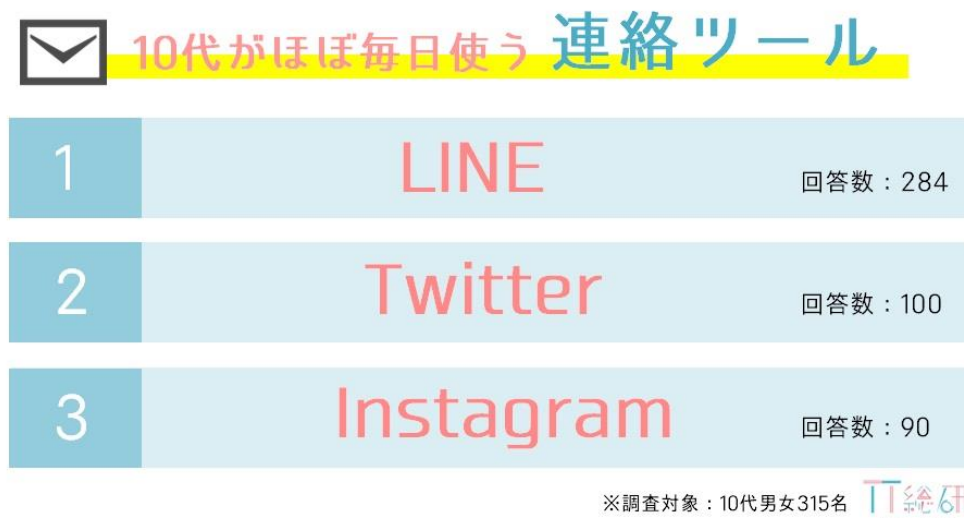 10代がほぼ毎日使う 連絡ツール
1 LINE 回答数：284
2 Twitter 回答数：100
3 Instagram 回答数：90
※調査対象：10代男女315名 TT総研